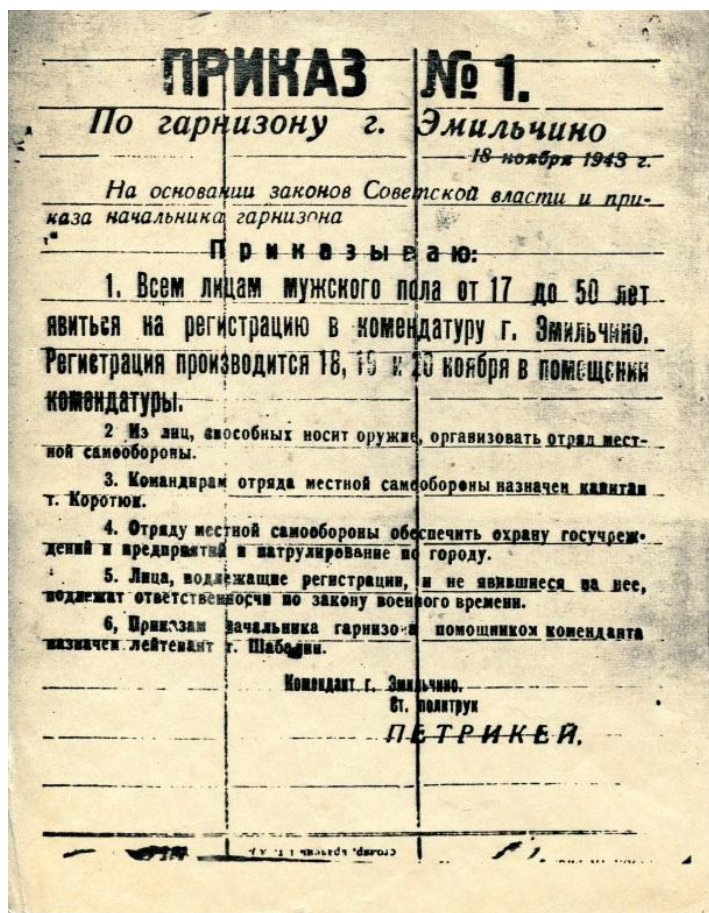 ПРИКАЗ № 1.
По гарнизону г. Эмильчино
18 ноября 1943 г.
На основании законов Советской власти и при-
каза начальника гарнизона
Приказываю:
1. Всем лицам мужского пола от 17 до 50 лет
явиться на регистрацию в комендатуру г. Эмильчино.
Регистрация производится 18, 19 и 20 ноября в помещении
комендатуры.
2 Из лиц, способных носит оружие, организовать отряд мест-
ной самообороны.
3. Командирам отряда местной самообороны назначен капитан
т. Коротюк.
4. Отряду местной самообороны обеспечить охрану госучреж-
дений и предприятий и патрулирование по городу.
5. Лица, подлежащие регистрации, и не явившиеся на нее,
подлежат ответственности по закону военного времени.
6, Приказам начальника гарнизона помощником коменданта
назначен лейтенант т. Шабалин.
Комендант г. Эмильчино.
Ст. политрук
ПЕТРИКЕЙ.